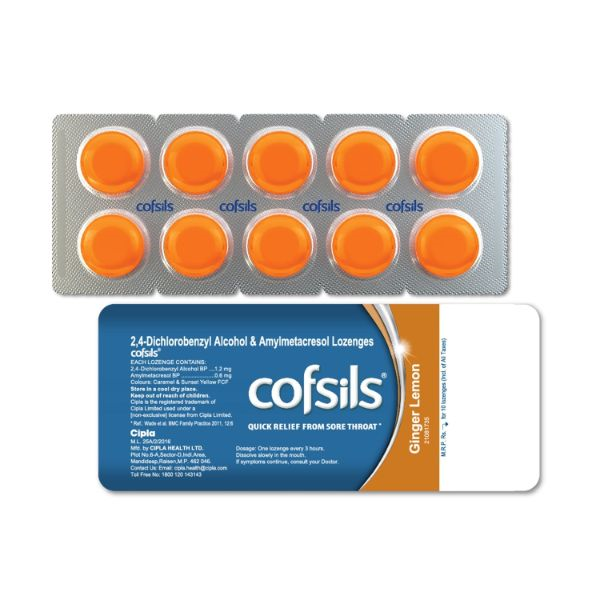 cofsils cofsils cofsils cofsils
2,4-Dichlorobenzyl Alcohol & Amylmetacresol Lozenges
cofsils®
EACH LOZENGE CONTAINS:
2,4-Dichlorobenzyl Alcohol BP ....1.2 mg
Amylmetacresol BP ............0.6 mg
Colours: Caramel & Sunset Yellow FCF
Store in a cool dry place.
Keep out of reach of children.
Cipla is the registered trademark of
Cipla Limited used under a
[non-exclusive] license from Cipla Limited.
* Ref.. Wade et al. BMC Family Practice 2011, 12:6
Cipla
M.L. 25A/2/2016
Mfd. by CIPLA HEALTH LTD.
Plot No.6-A,Sector-D,Indl.Area,
Mandideep,Raisen,M.P. 462 046.
Contact Us: Email: cipla.health@cipla.com
Toll Free No: 1800 120 143143
cofsils®
QUICK RELIEF FROM SORE THROAT*
Dosage: One lozenge every 3 hours.
Dissolve slowly in the mouth.
If symptoms continue, consult your Doctor.
Ginger Lemon
21081735
M.R.P. Rs. for 10 lozenges (Incl. of All Taxes)